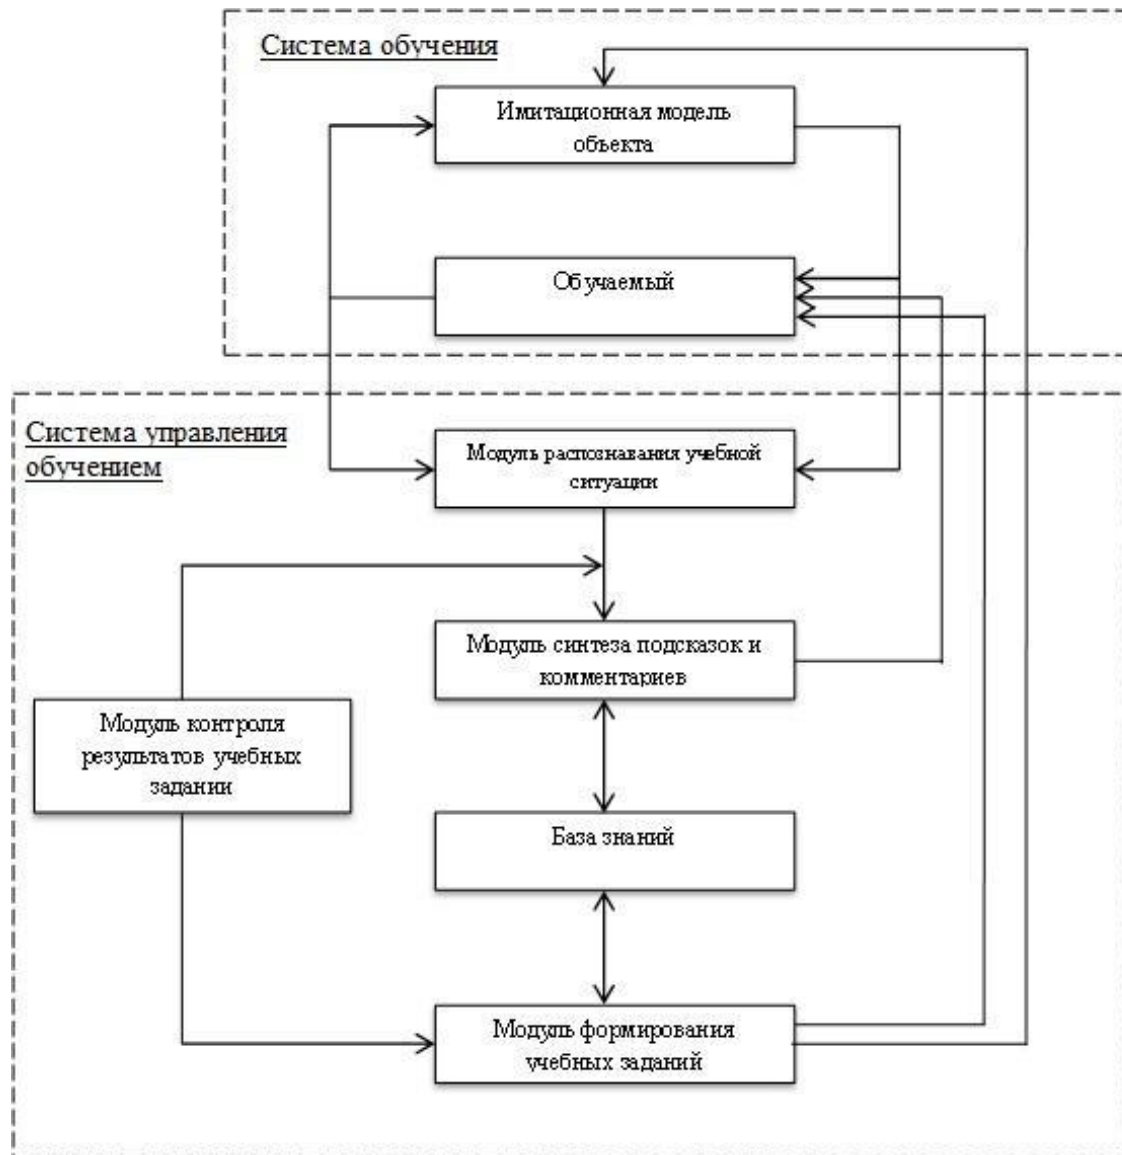 Система обучения
Имитационная модель
объекта
Обучаемый
Система управления
обучением
Модуль распознавания учебной
ситуации
Модуль синтеза подсказок и
комментариев
Модуль контроля
результатов учебных
задании
База знаний
Модуль формирования
учебных заданий